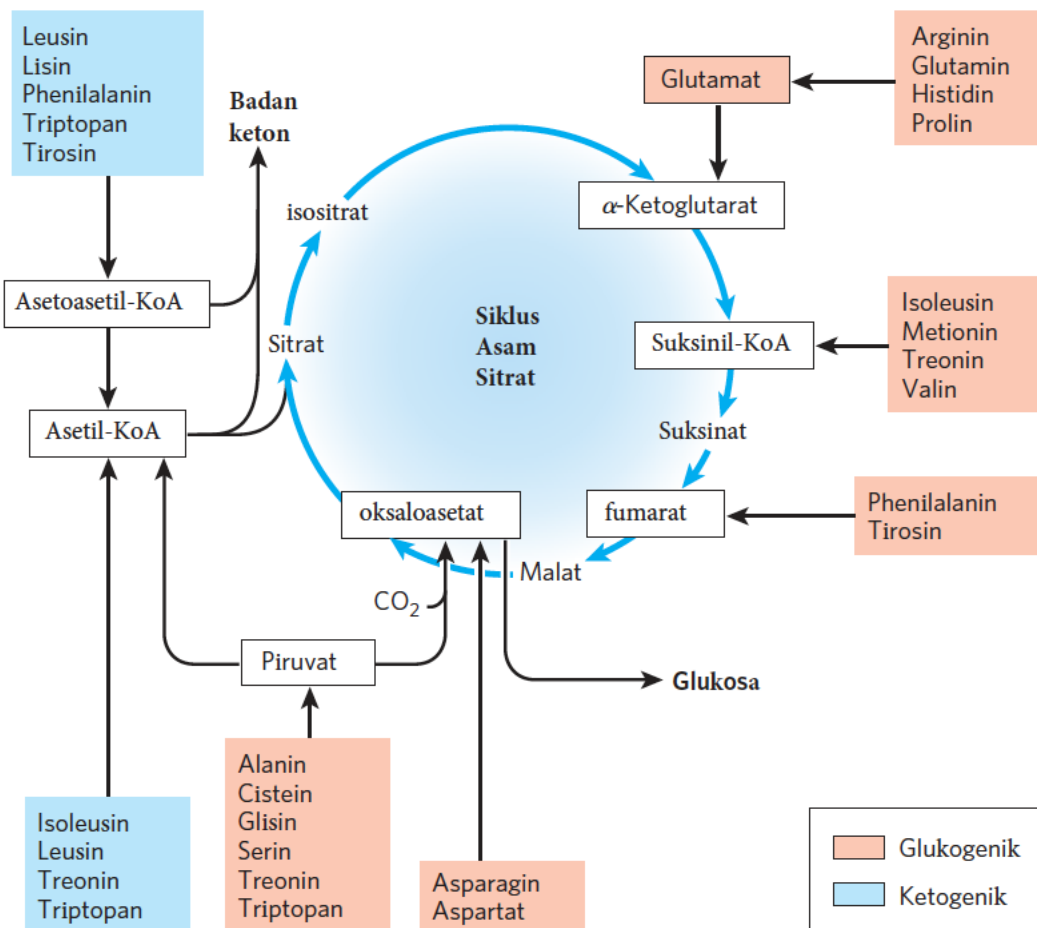 Leusin
Lisin
Phenilalanin
Triptopan
Tirosin
Badan
keton
Glutamat
Arginin
Glutamin
Histidin
Prolin
isositrat
α-Ketoglutarat
Asetoasetil-KoA
Sitrat
Siklus
Asam
Sitrat
Suksinil-KoA
Isoleusin
Metionin
Treonin
Valin
Asetil-KoA
Suksinat
oksaloasetat
fumarat
Phenilalanin
Tirosin
Malat
CO₂
Piruvat
Glukosa
Alanin
Cistein
Glisin
Serin
Treonin
Triptopan
Isoleusin
Leusin
Treonin
Triptopan
Asparagin
Aspartat
Glukogenik
Ketogenik